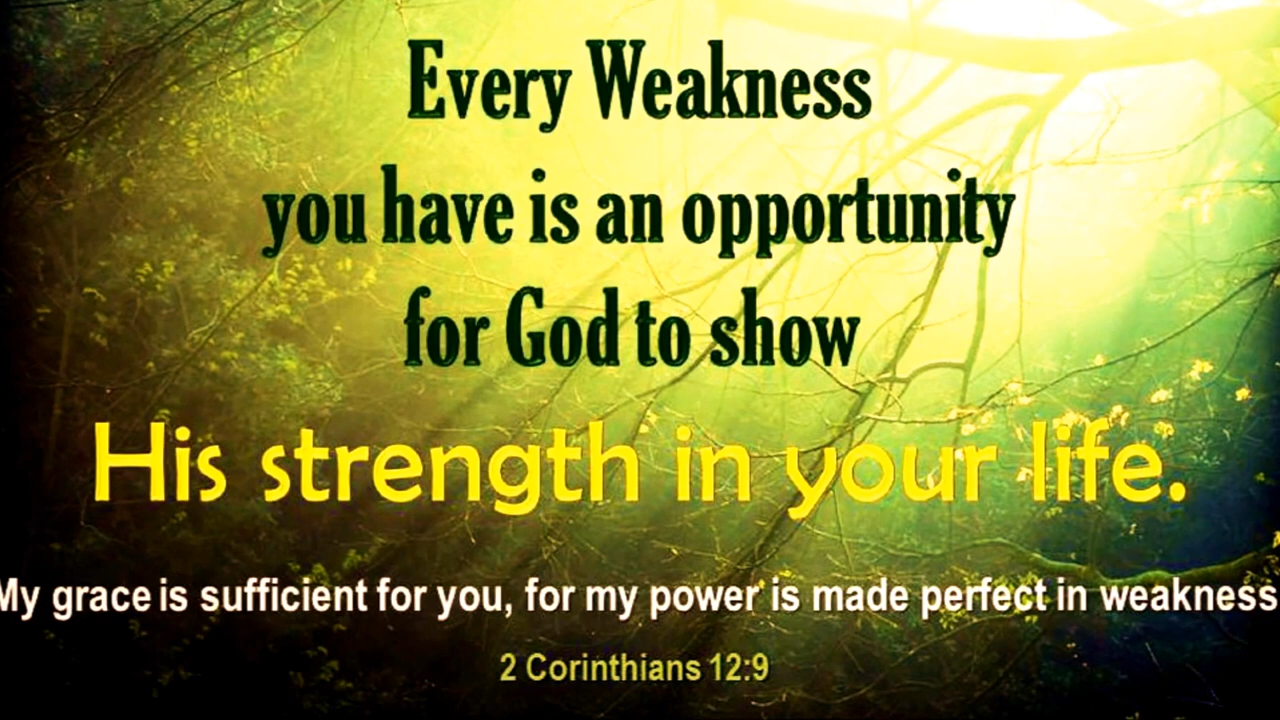 Every Weakness
you have is an opportunity
for God to show
His strength in your life.
My grace is sufficient for you, for my power is made perfect in weakness
2 Corinthians 12:9